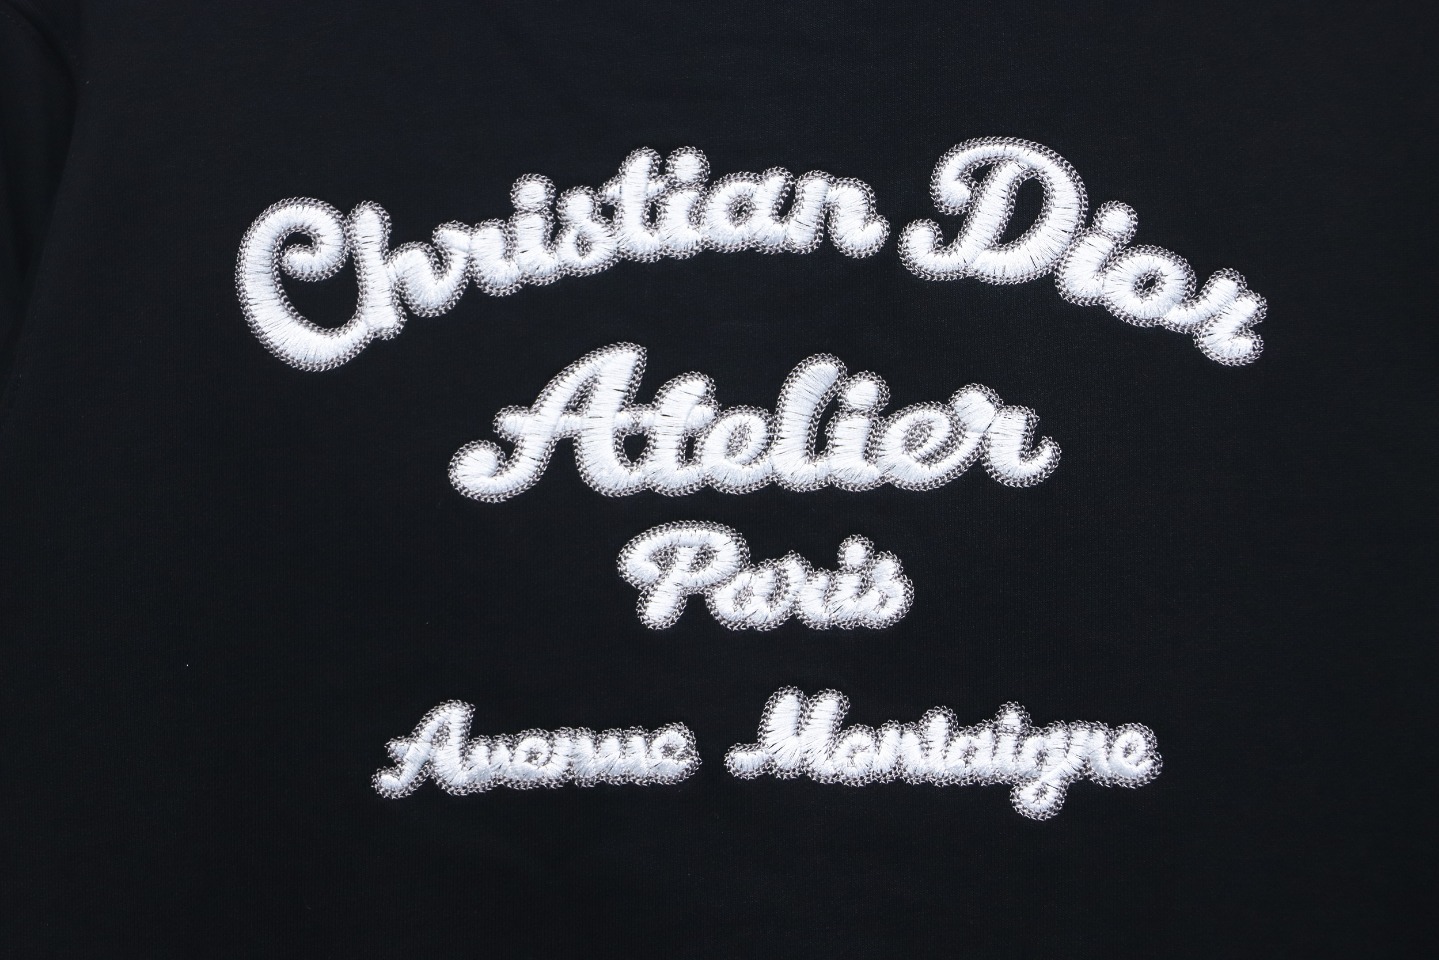 Christian Dior
Atelier
Paris
Avenue Montaigne